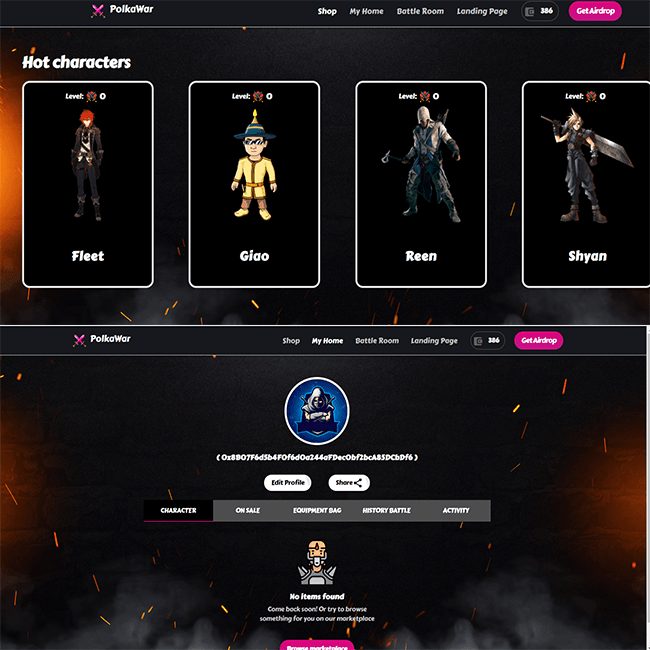 PolkaWar
Shop My Home Battle Room Landing Page 386 Get Airdrop
Hot characters
Level: 0 Level: 0 Level: 0 Level: 0
Fleet Giao Reen Shyan
PolkaWar
Shop My Home Battle Room Landing Page 386 Get Airdrop
( 0x8B07F6d5b4F0f6d0a244aFDec0bf2bcA85DCbDf6 )
Edit Profile Share
CHARACTER ON SALE EQUIPMENT BAG HISTORY BATTLE ACTIVITY
No items found
Come back soon! Or try to browse
something for you on our marketplace
Browse marketplace